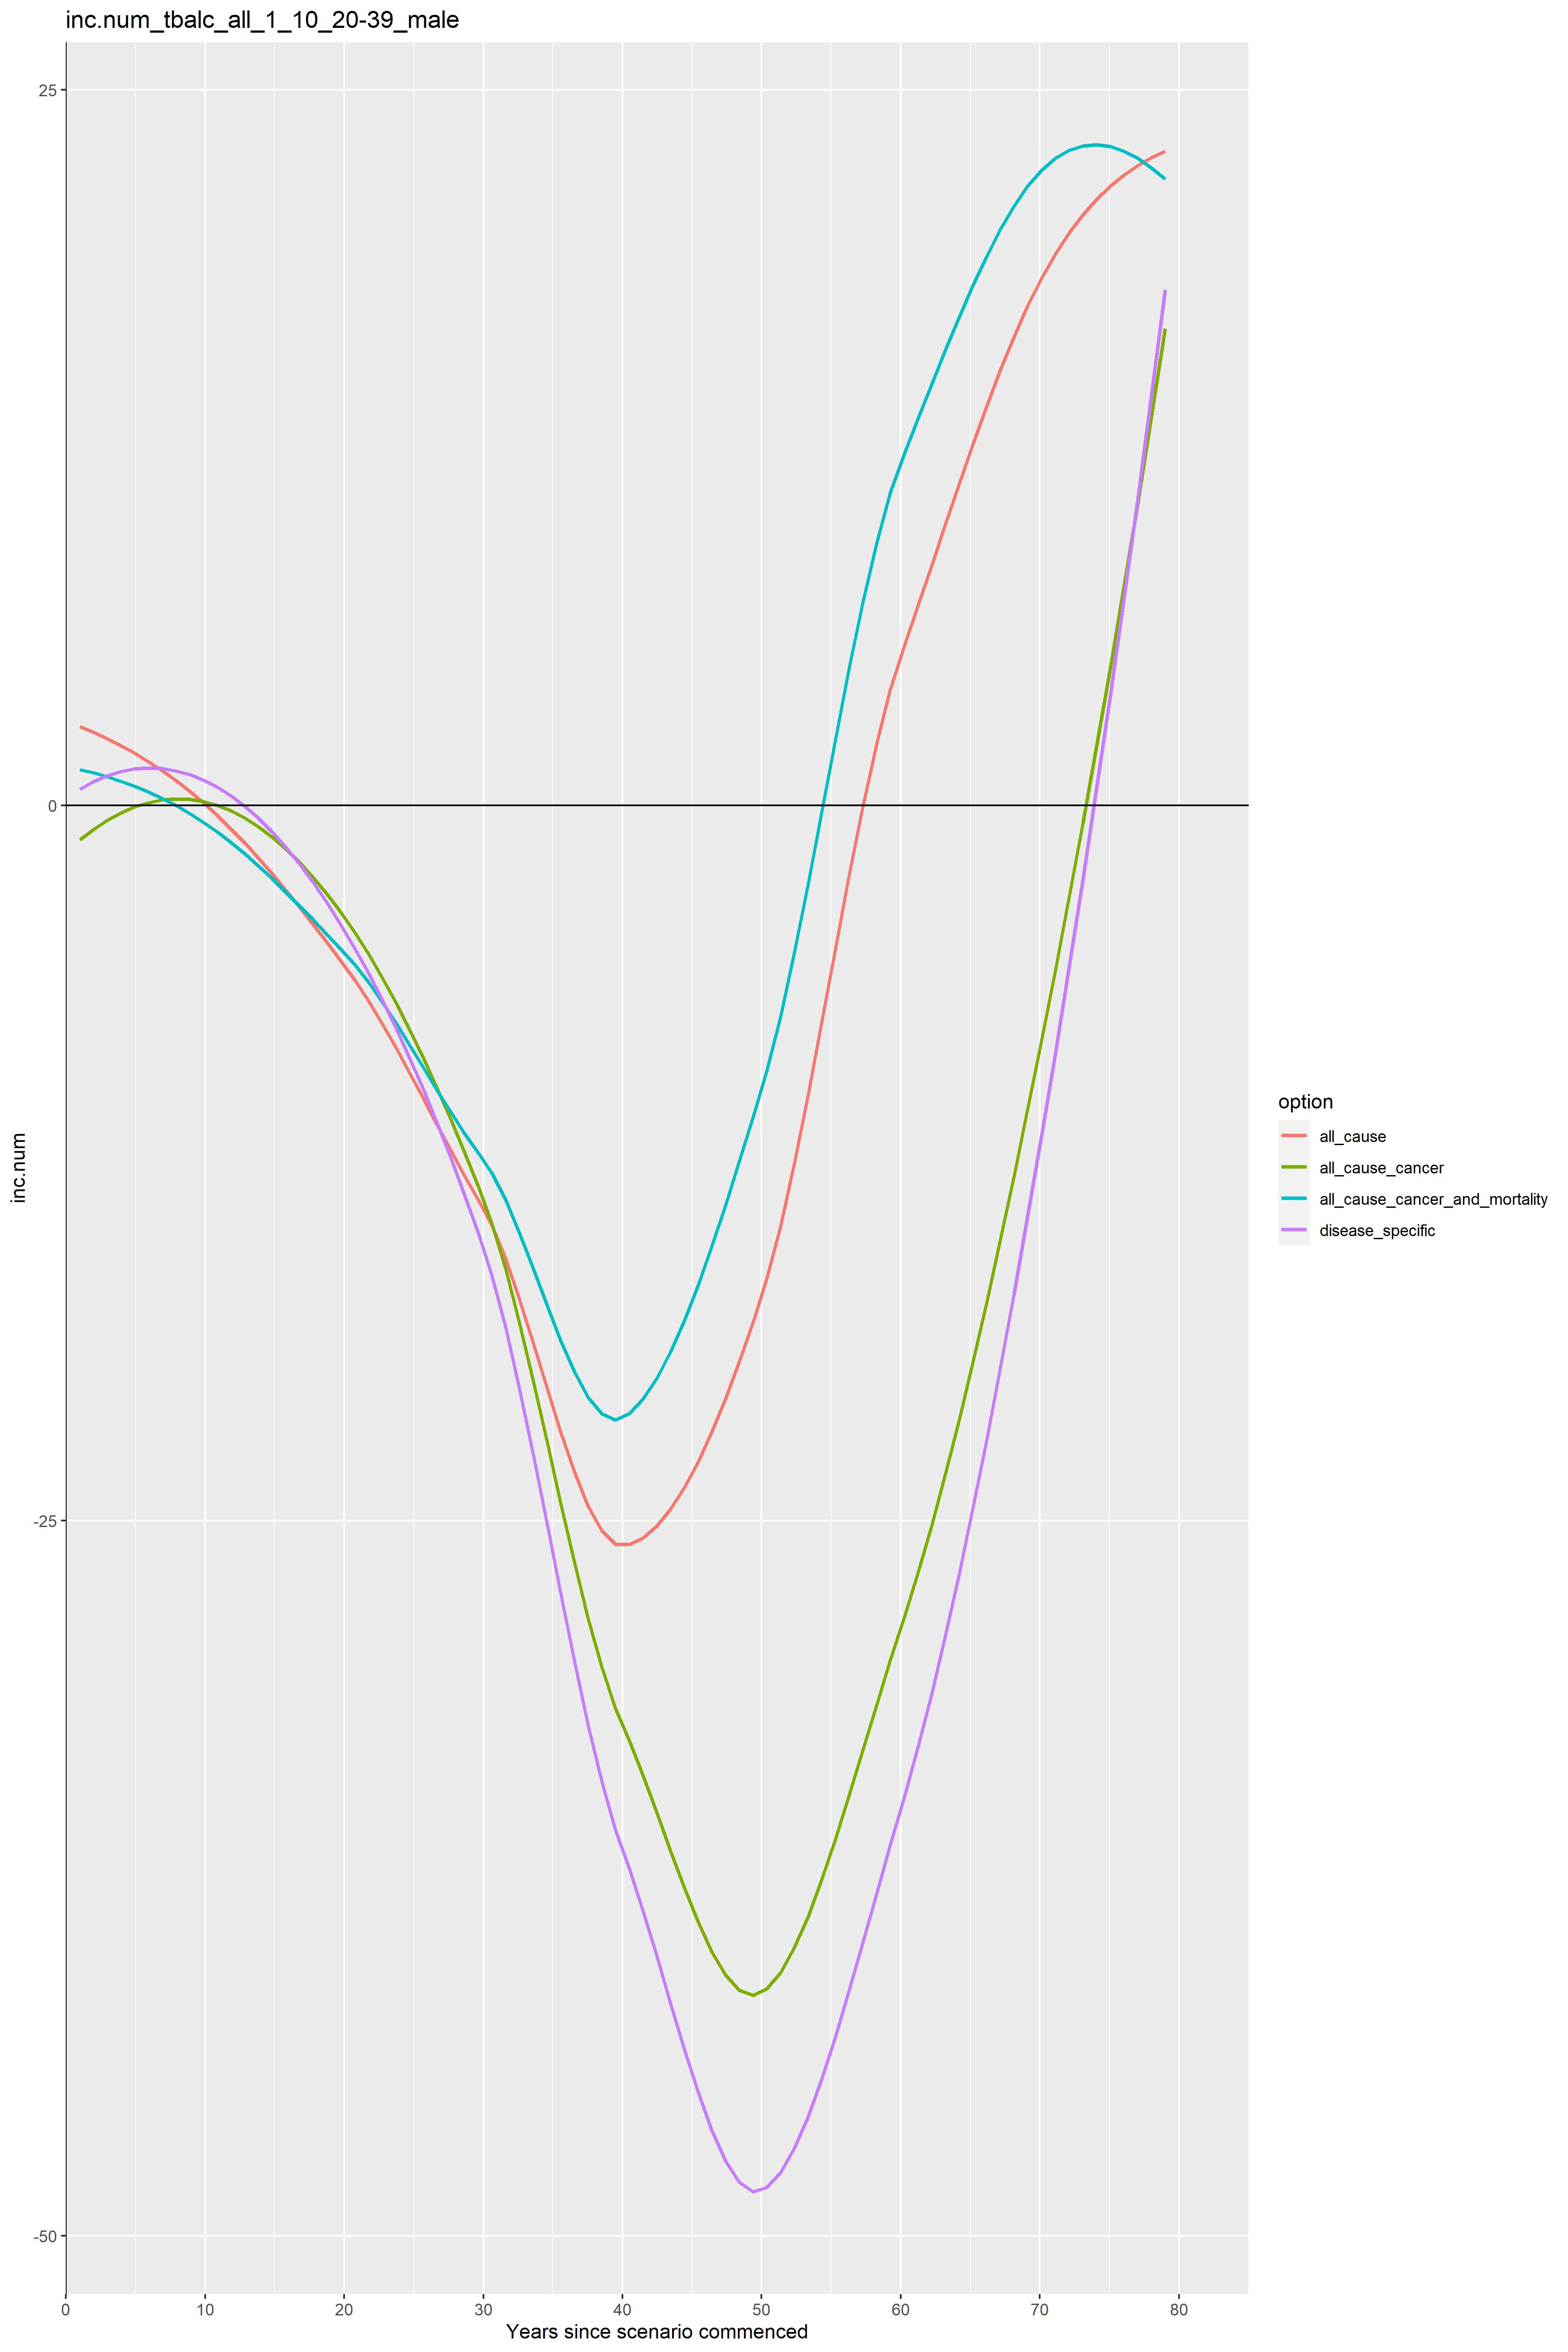 inc.num_tbalc_all_1_10_20-39_male
25
0
-25
-50
inc.num
0 10 20 30 40 50 60 70 80
Years since scenario commenced
option
all_cause
all_cause_cancer
all_cause_cancer_and_mortality
disease_specific